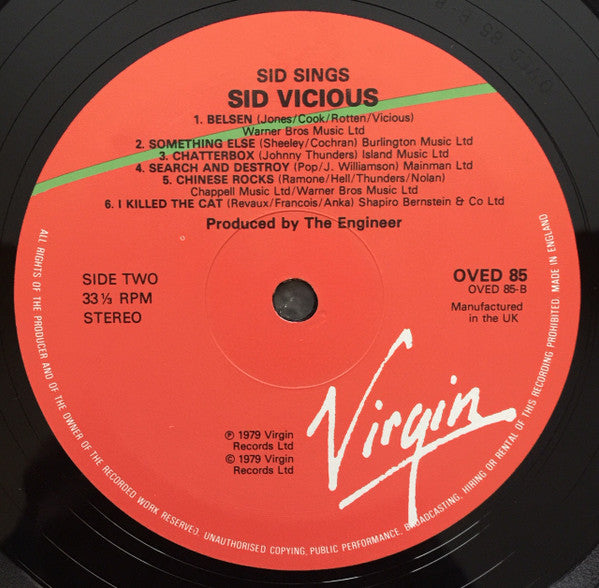 SID SINGS
SID VICIOUS
1. BELSEN (Jones/Cook/Rotten/Vicious)
Warner Bros Music Ltd
2. SOMETHING ELSE (Sheeley/Cochran) Burlington Music Ltd
3. CHATTERBOX (Johnny Thunders) Island Music Ltd
4. SEARCH AND DESTROY (Pop/J. Williamson) Mainman Ltd
5. CHINESE ROCKS (Ramone/Hell/Thunders/Nolan)
Chappell Music Ltd/Warner Bros Music Ltd
6. I KILLED THE CAT (Revaux/Francois/Anka) Shapiro Bernstein & Co Ltd
Produced by The Engineer
SIDE TWO
33⅓ RPM
STEREO
OVED 85
OVED 85-B
Manufactured
in the UK
Virgin
℗ 1979 Virgin
Records Ltd
© 1979 Virgin
Records Ltd
ALL RIGHTS OF THE PRODUCER AND OF THE OWNER OF THE RECORDED WORK RESERVED. UNAUTHORISED COPYING, PUBLIC PERFORMANCE, BROADCASTING, HIRING OR RENTAL OF THIS RECORDING PROHIBITED. MADE IN ENGLAND